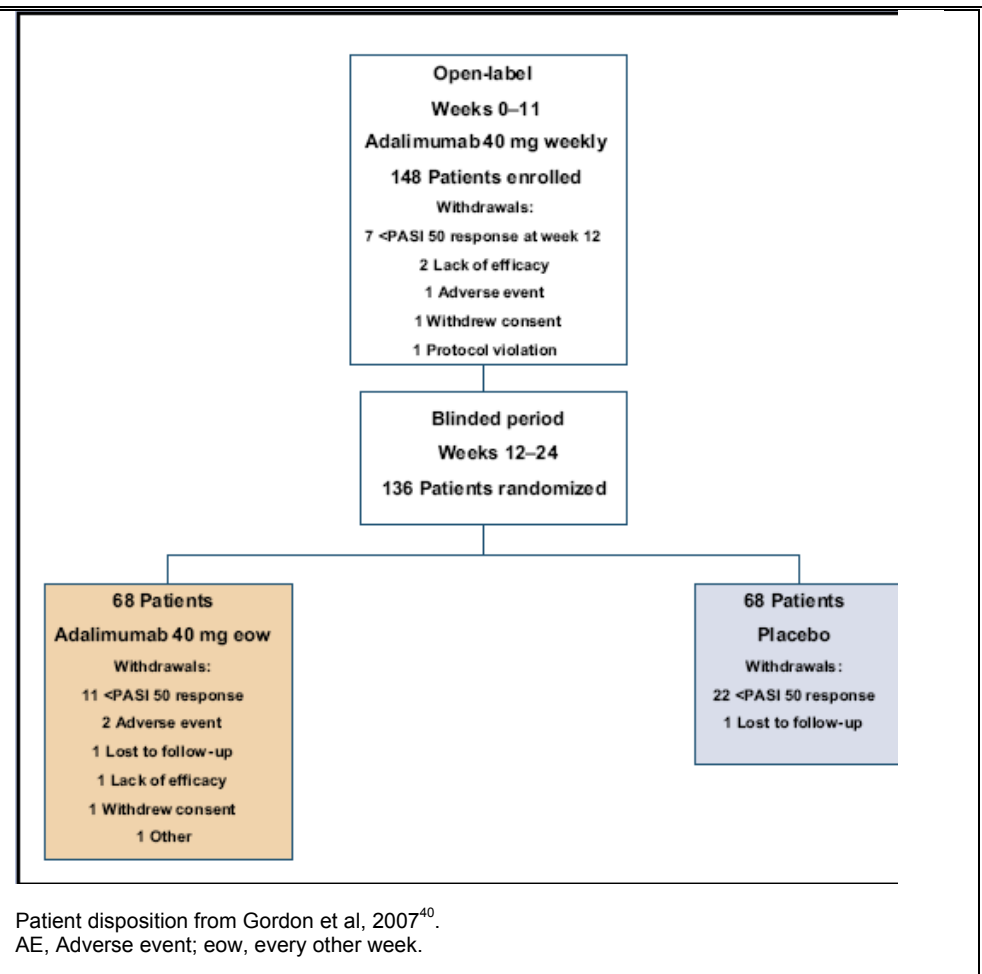 Open-label
Weeks 0–11
Adalimumab 40 mg weekly
148 Patients enrolled
Withdrawals:
7 <PASI 50 response at week 12
2 Lack of efficacy
1 Adverse event
1 Withdrew consent
1 Protocol violation
Blinded period
Weeks 12–24
136 Patients randomized
68 Patients
Adalimumab 40 mg eow
Withdrawals:
11 <PASI 50 response
2 Adverse event
1 Lost to follow-up
1 Lack of efficacy
1 Withdrew consent
1 Other
68 Patients
Placebo
Withdrawals:
22 <PASI 50 response
1 Lost to follow-up
Patient disposition from Gordon et al, 2007⁴⁰.
AE, Adverse event; eow, every other week.